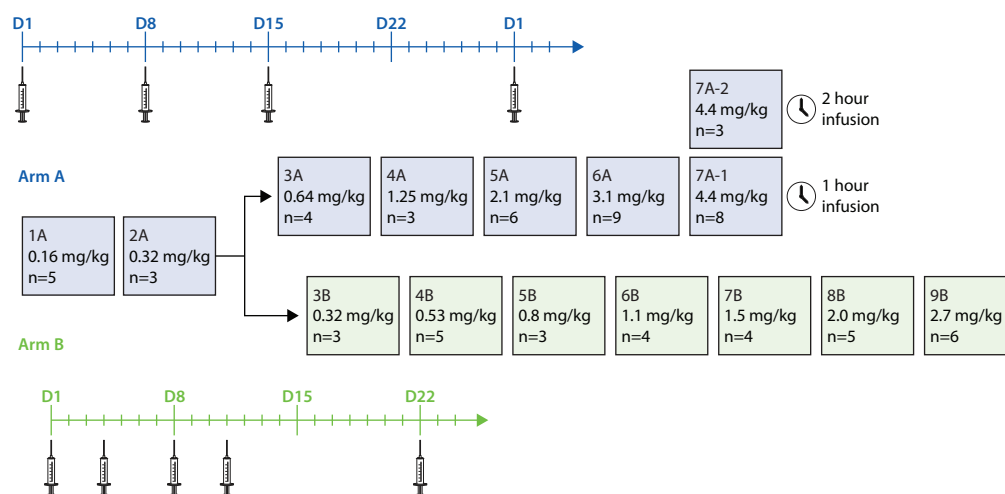 D1 D8 D15 D22 D1
7A-2
4.4 mg/kg
n=3
2 hour
infusion
Arm A
1A
0.16 mg/kg
n=5
2A
0.32 mg/kg
n=3
3A
0.64 mg/kg
n=4
4A
1.25 mg/kg
n=3
5A
2.1 mg/kg
n=6
6A
3.1 mg/kg
n=9
7A-1
4.4 mg/kg
n=8
1 hour
infusion
3B
0.32 mg/kg
n=3
4B
0.53 mg/kg
n=5
5B
0.8 mg/kg
n=3
6B
1.1 mg/kg
n=4
7B
1.5 mg/kg
n=4
8B
2.0 mg/kg
n=5
9B
2.7 mg/kg
n=6
Arm B
D1 D8 D15 D22